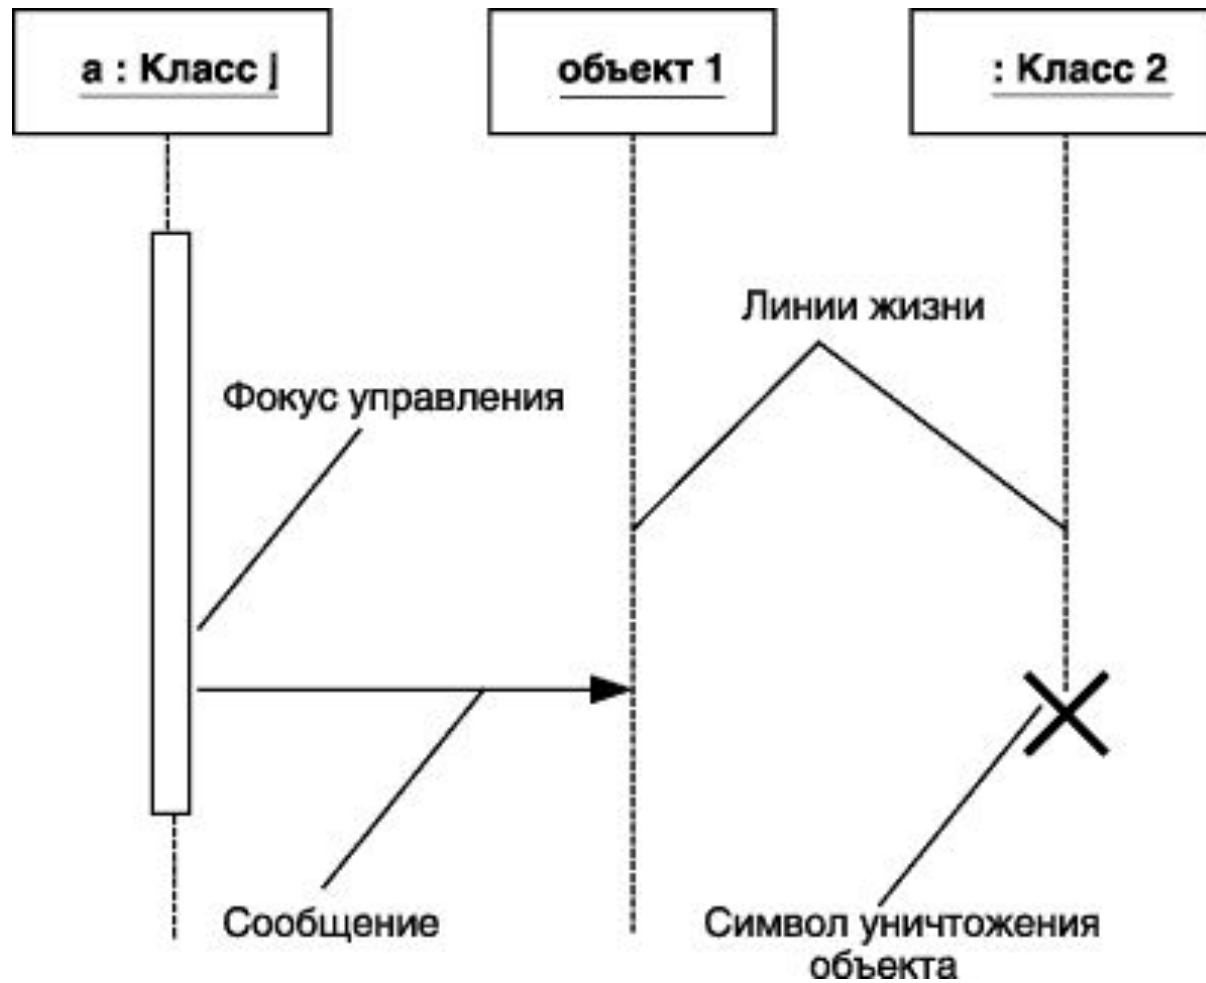 а : Класс j
объект 1
: Класс 2
Линии жизни
Фокус управления
Сообщение
Символ уничтожения
объекта